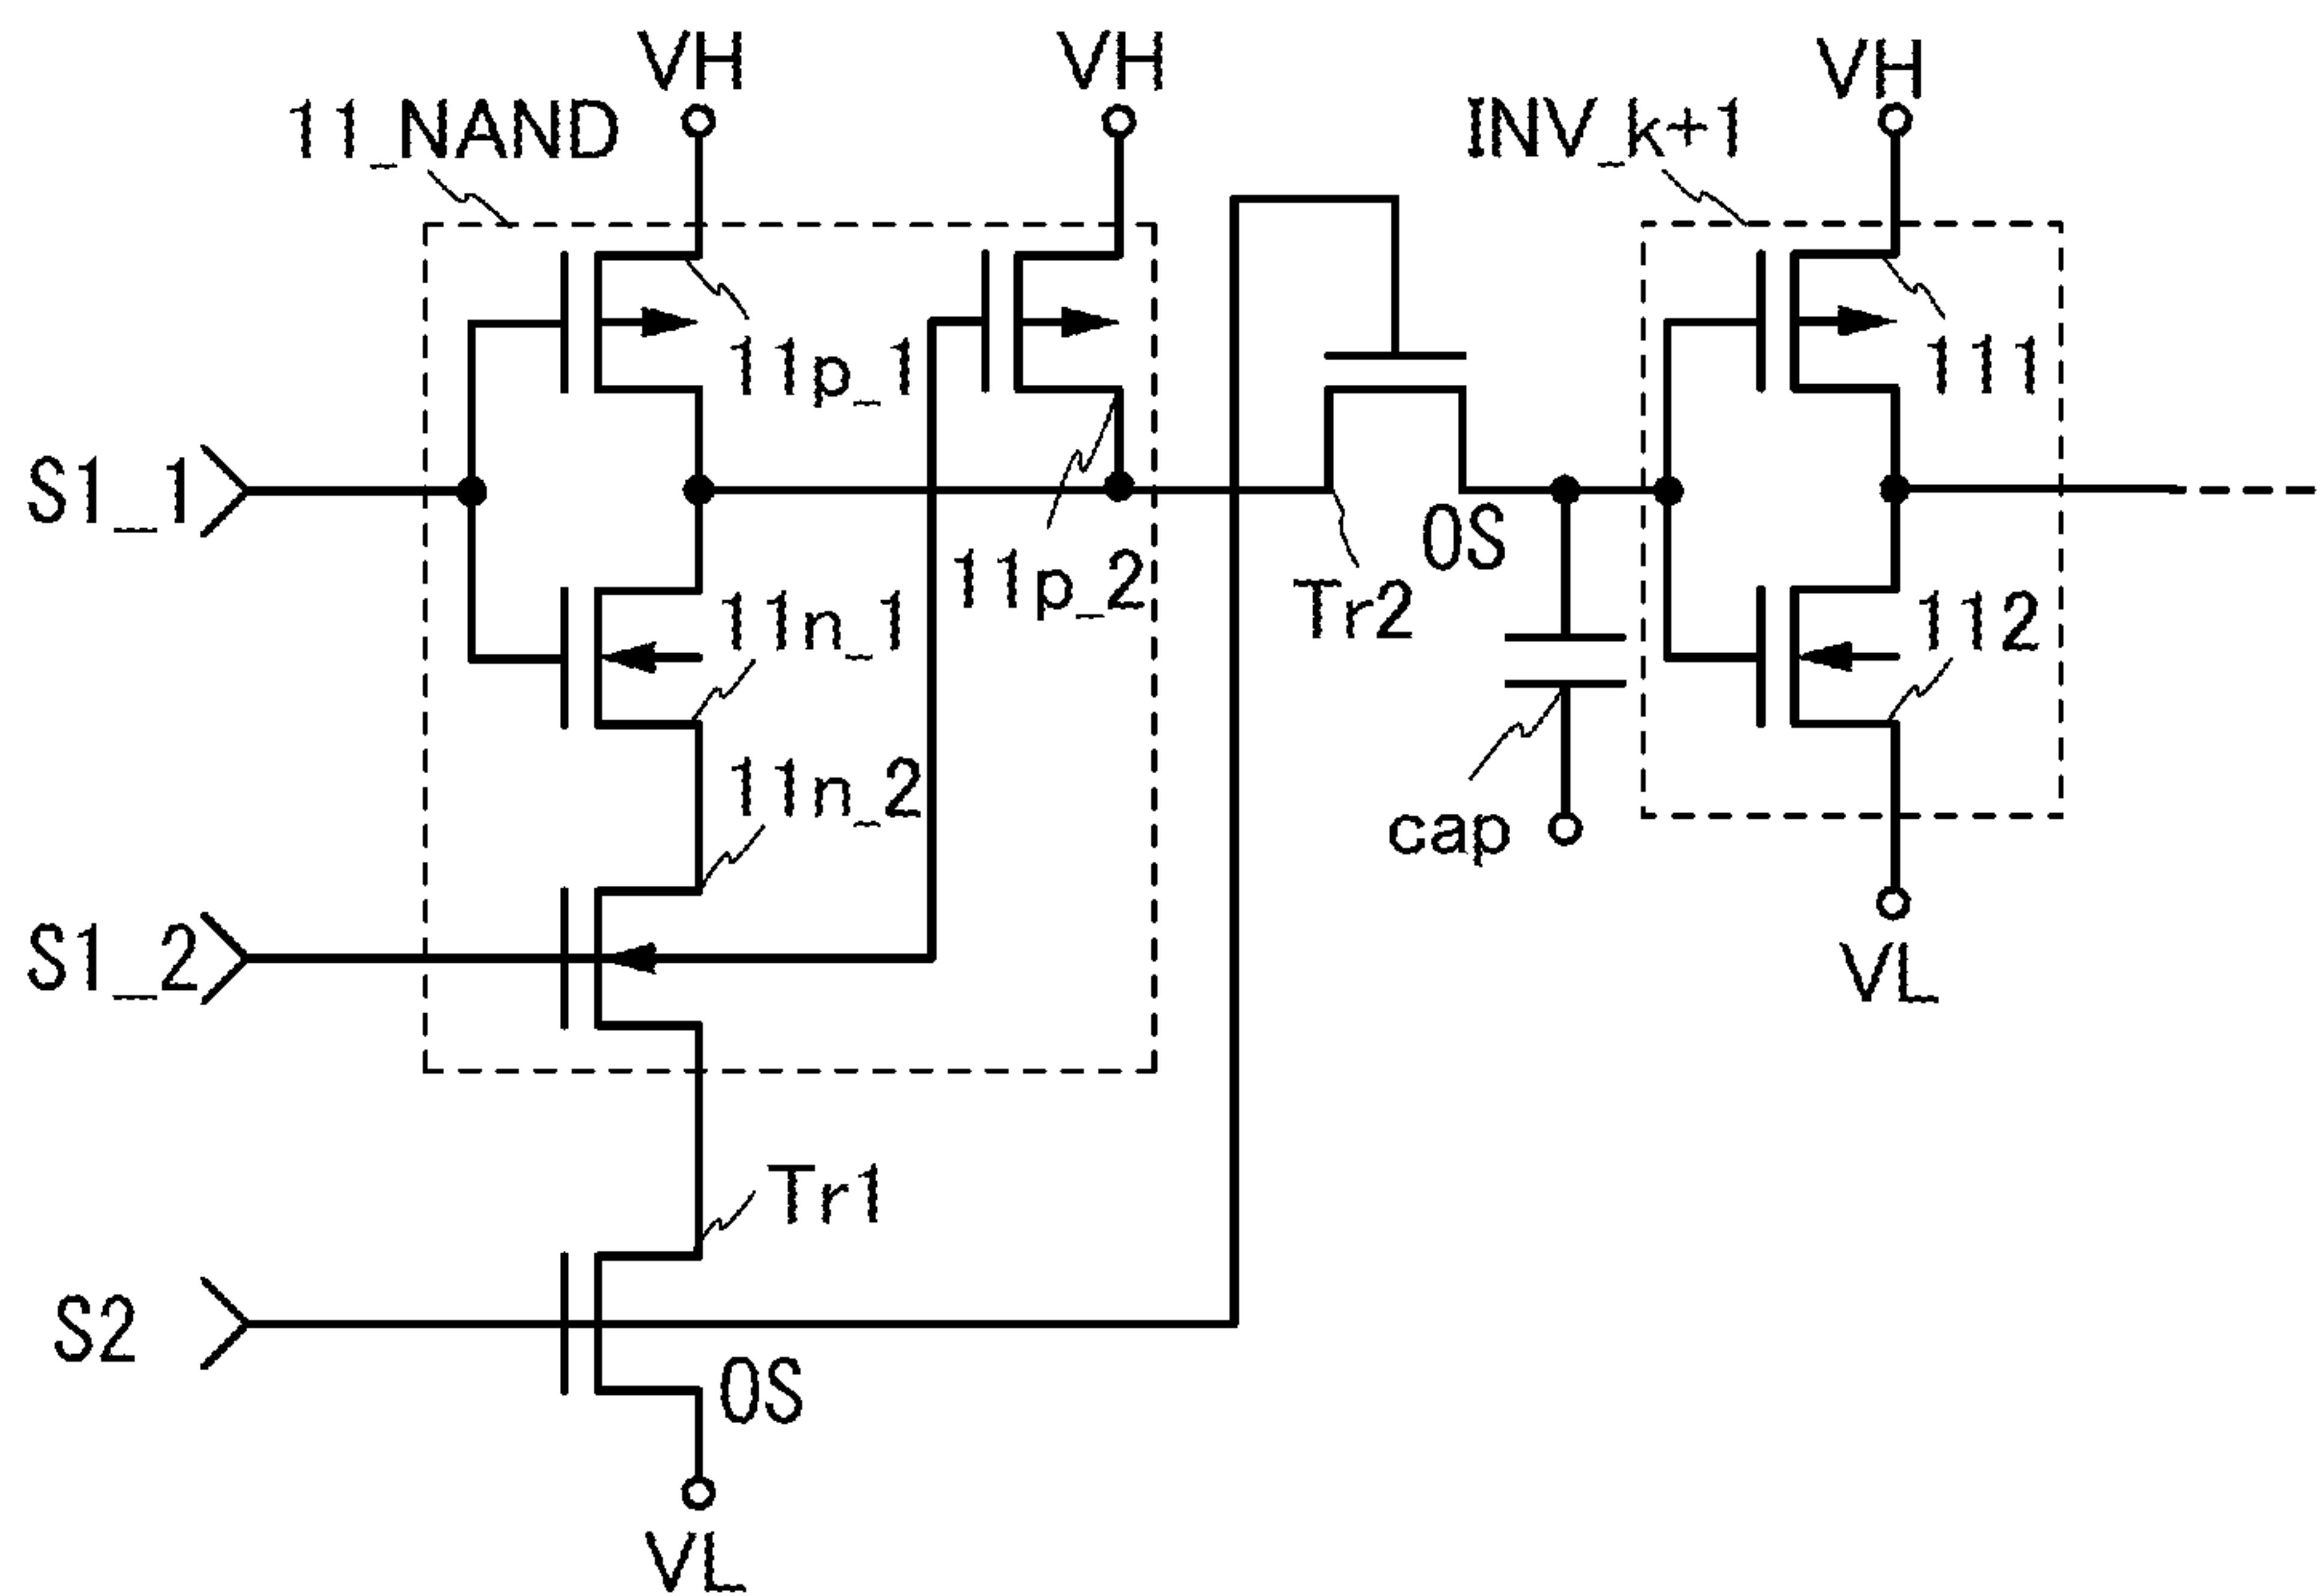 VH
VH
VH
11_NAND
INV_k+1
11p_1
111
S1_1
OS
11p_2
Tr2
11n_1
112
11n_2
cap
S1_2
VL
Tr1
S2
OS
VL